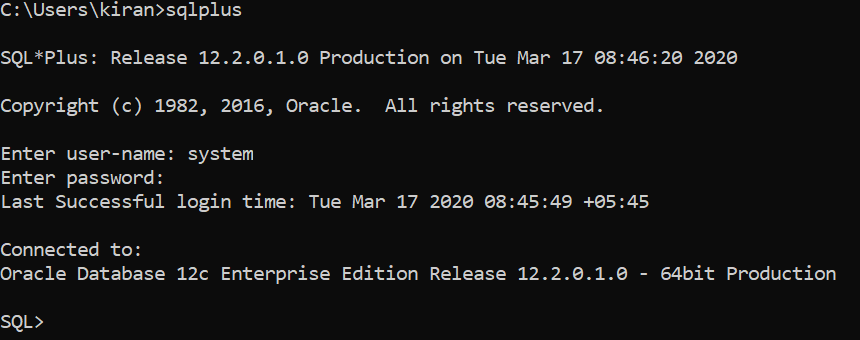 C:\Users\kiran>sqlplus
SQL*Plus: Release 12.2.0.1.0 Production on Tue Mar 17 08:46:20 2020
Copyright (c) 1982, 2016, Oracle.  All rights reserved.
Enter user-name: system
Enter password:
Last Successful login time: Tue Mar 17 2020 08:45:49 +05:45
Connected to:
Oracle Database 12c Enterprise Edition Release 12.2.0.1.0 - 64bit Production
SQL>